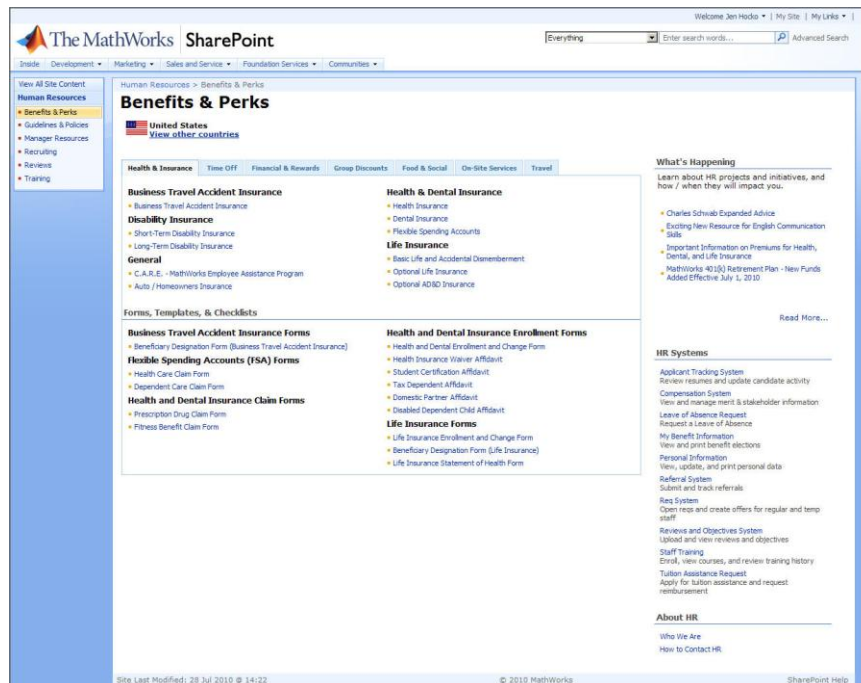 Welcome Jen Hocko | My Site | My Links
The MathWorks SharePoint
Everything
Enter search words...
Advanced Search
Inside Development Marketing Sales and Service Foundation Services Communities
View All Site Content
Human Resources
Benefits & Perks
Guidelines & Policies
Manager Resources
Recruiting
Reviews
Training
Human Resources > Benefits & Perks
Benefits & Perks
United States
View other countries
Health & Insurance Time Off Financial & Rewards Group Discounts Food & Social On-Site Services Travel
Business Travel Accident Insurance
Business Travel Accident Insurance
Disability Insurance
Short-Term Disability Insurance
Long-Term Disability Insurance
General
C.A.R.E. - MathWorks Employee Assistance Program
Auto / Homeowners Insurance
Health & Dental Insurance
Health Insurance
Dental Insurance
Flexible Spending Accounts
Life Insurance
Basic Life and Accidental Dismemberment
Optional Life Insurance
Optional AD&D Insurance
Forms, Templates, & Checklists
Business Travel Accident Insurance Forms
Beneficiary Designation Form (Business Travel Accident Insurance)
Flexible Spending Accounts (FSA) Forms
Health Care Claim Form
Dependent Care Claim Form
Health and Dental Insurance Claim Forms
Prescription Drug Claim Form
Fitness Benefit Claim Form
Health and Dental Insurance Enrollment Forms
Health and Dental Enrollment and Change Form
Health Insurance Waiver Affidavit
Student Certification Affidavit
Tax Dependent Affidavit
Domestic Partner Affidavit
Disabled Dependent Child Affidavit
Life Insurance Forms
Life Insurance Enrollment and Change Form
Beneficiary Designation Form (Life Insurance)
Life Insurance Statement of Health Form
What's Happening
Learn about HR projects and initiatives, and
how / when they will impact you.
Charles Schwab Expanded Advice
Exciting New Resource for English Communication
Skills
Important Information on Premiums for Health,
Dental, and Life Insurance
MathWorks 401(k) Retirement Plan - New Funds
Added Effective July 1, 2010
Read More...
HR Systems
Applicant Tracking System
Review resumes and update candidate activity
Compensation System
View and manage merit & stakeholder information
Leave of Absence Request
Request a Leave of Absence
My Benefit Information
View and print benefit elections
Personal Information
View, update, and print personal data
Referral System
Submit and track referrals
Req System
Open reqs and create offers for regular and temp
staff
Reviews and Objectives System
Upload and view reviews and objectives
Staff Training
Enroll, view courses, and review training history
Tuition Assistance Request
Apply for tuition assistance and request
reimbursement
About HR
Who We Are
How to Contact HR
Site Last Modified: 28 Jul 2010 @ 14:22
© 2010 MathWorks
SharePoint Help